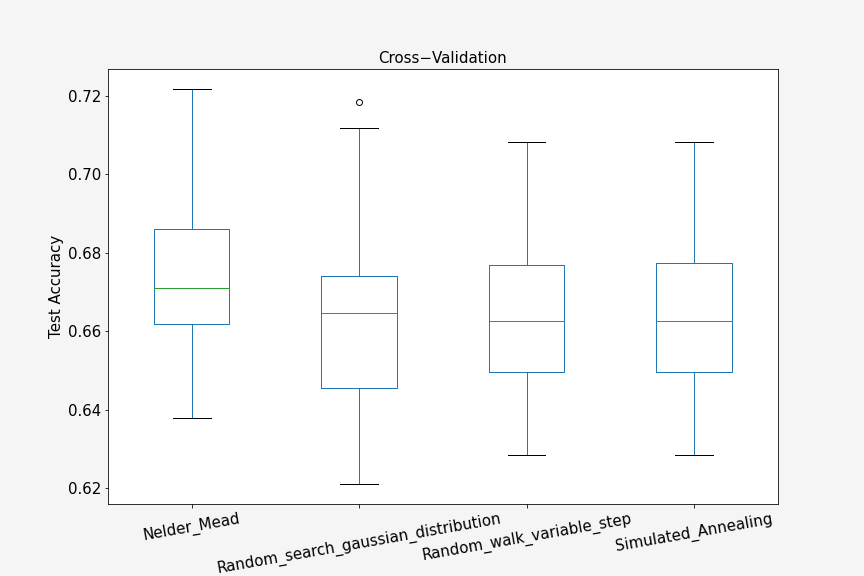 Cross−Validation
Test Accuracy
0.72
0.70
0.68
0.66
0.64
0.62
Nelder_Mead
Random_search_gaussian_distribution
Random_walk_variable_step
Simulated_Annealing